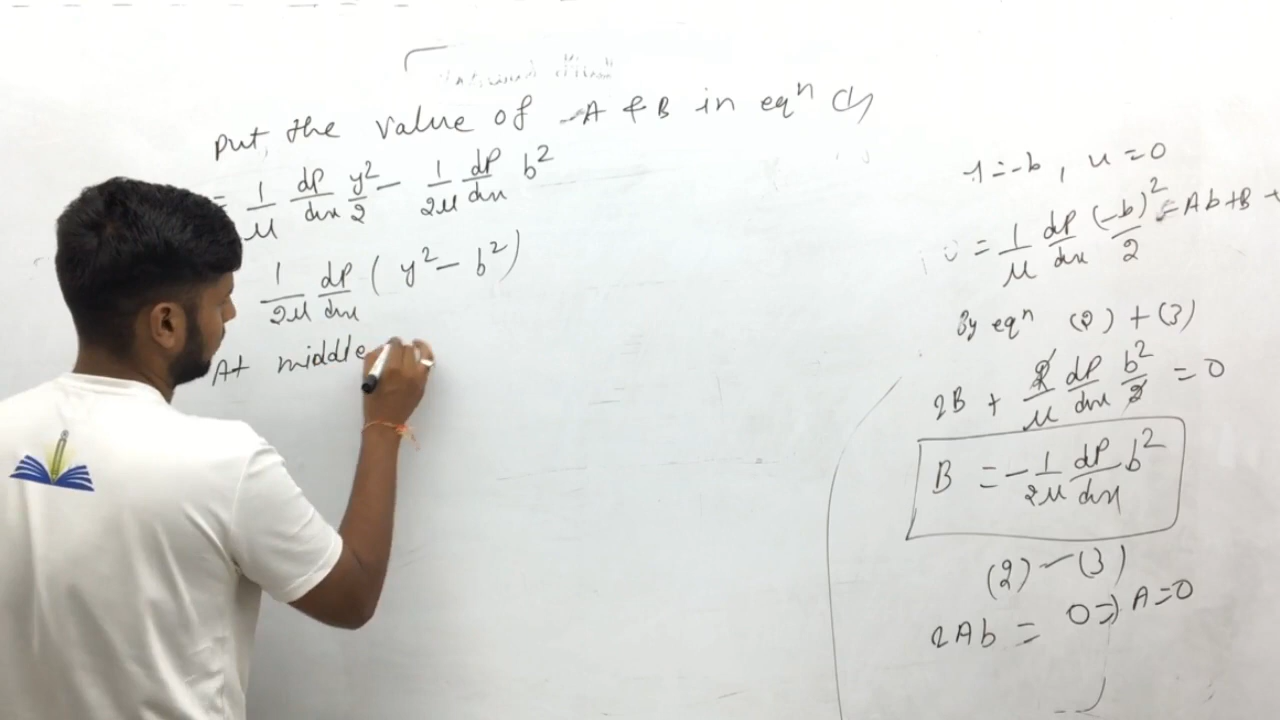 Put the value of A & B in eqⁿ (1)
= 1/μ dP/dx y²/2 - 1/2μ dP/dx b²
1/2μ dP/dx ( y² - b² )
At middle
y = -b , u = 0
0 = 1/μ dP/dx (-b)²/2 - Ab + B +
By eqⁿ (2) + (3)
2B + 2/μ dP/dx b²/2 = 0
B = - 1/2μ dP/dx b²
(2) - (3)
2Ab = 0 ⇒ A = 0